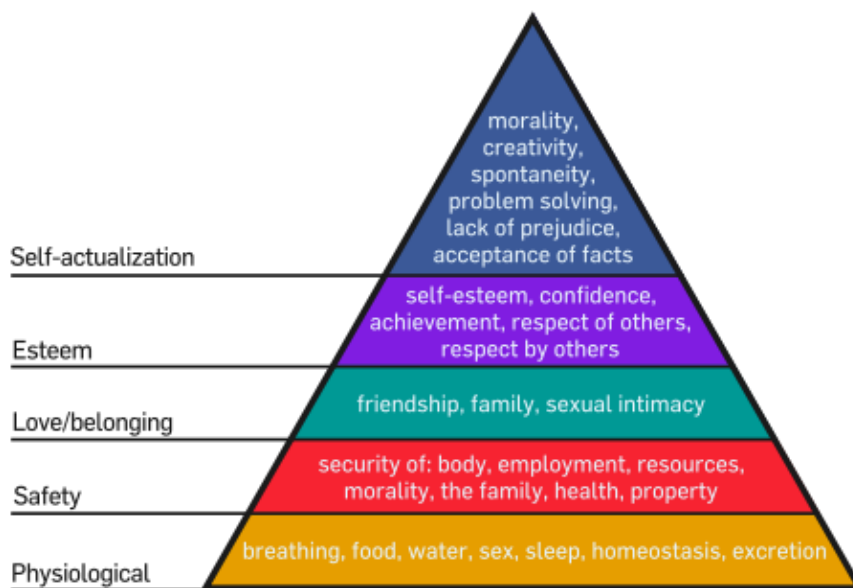 morality,
creativity,
spontaneity,
problem solving,
lack of prejudice,
acceptance of facts
Self-actualization
self-esteem, confidence,
achievement, respect of others,
respect by others
Esteem
friendship, family, sexual intimacy
Love/belonging
security of: body, employment, resources,
morality, the family, health, property
Safety
breathing, food, water, sex, sleep, homeostasis, excretion
Physiological